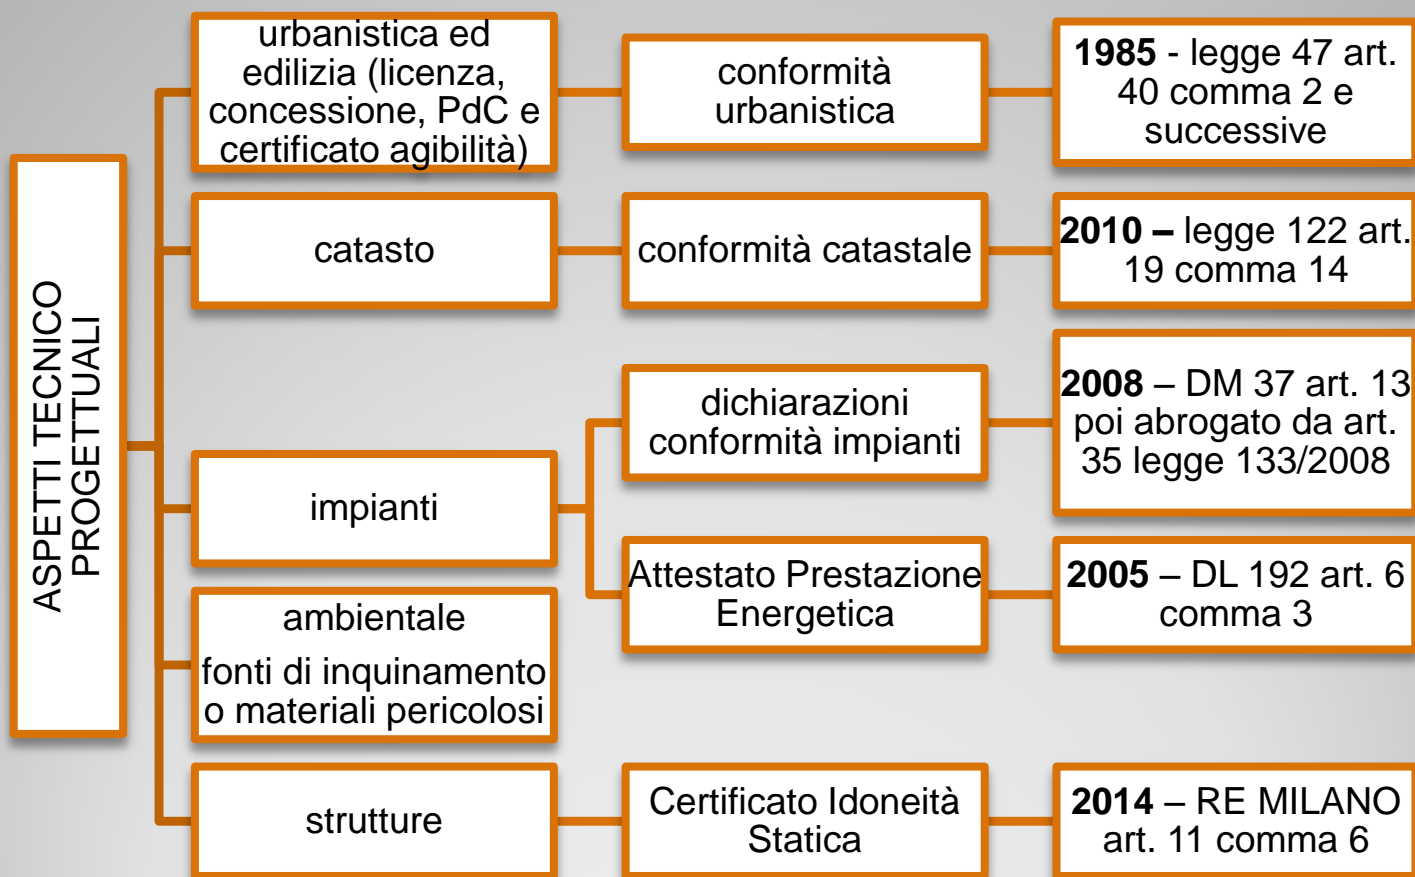 ASPETTI TECNICO
PROGETTUALI
urbanistica ed
edilizia (licenza,
concessione, PdC e
certificato agibilità)
conformità
urbanistica
1985 - legge 47 art.
40 comma 2 e
successive
catasto
conformità catastale
2010 – legge 122 art.
19 comma 14
impianti
dichiarazioni
conformità impianti
2008 – DM 37 art. 13
poi abrogato da art.
35 legge 133/2008
Attestato Prestazione
Energetica
2005 – DL 192 art. 6
comma 3
ambientale
fonti di inquinamento
o materiali pericolosi
strutture
Certificato Idoneità
Statica
2014 – RE MILANO
art. 11 comma 6